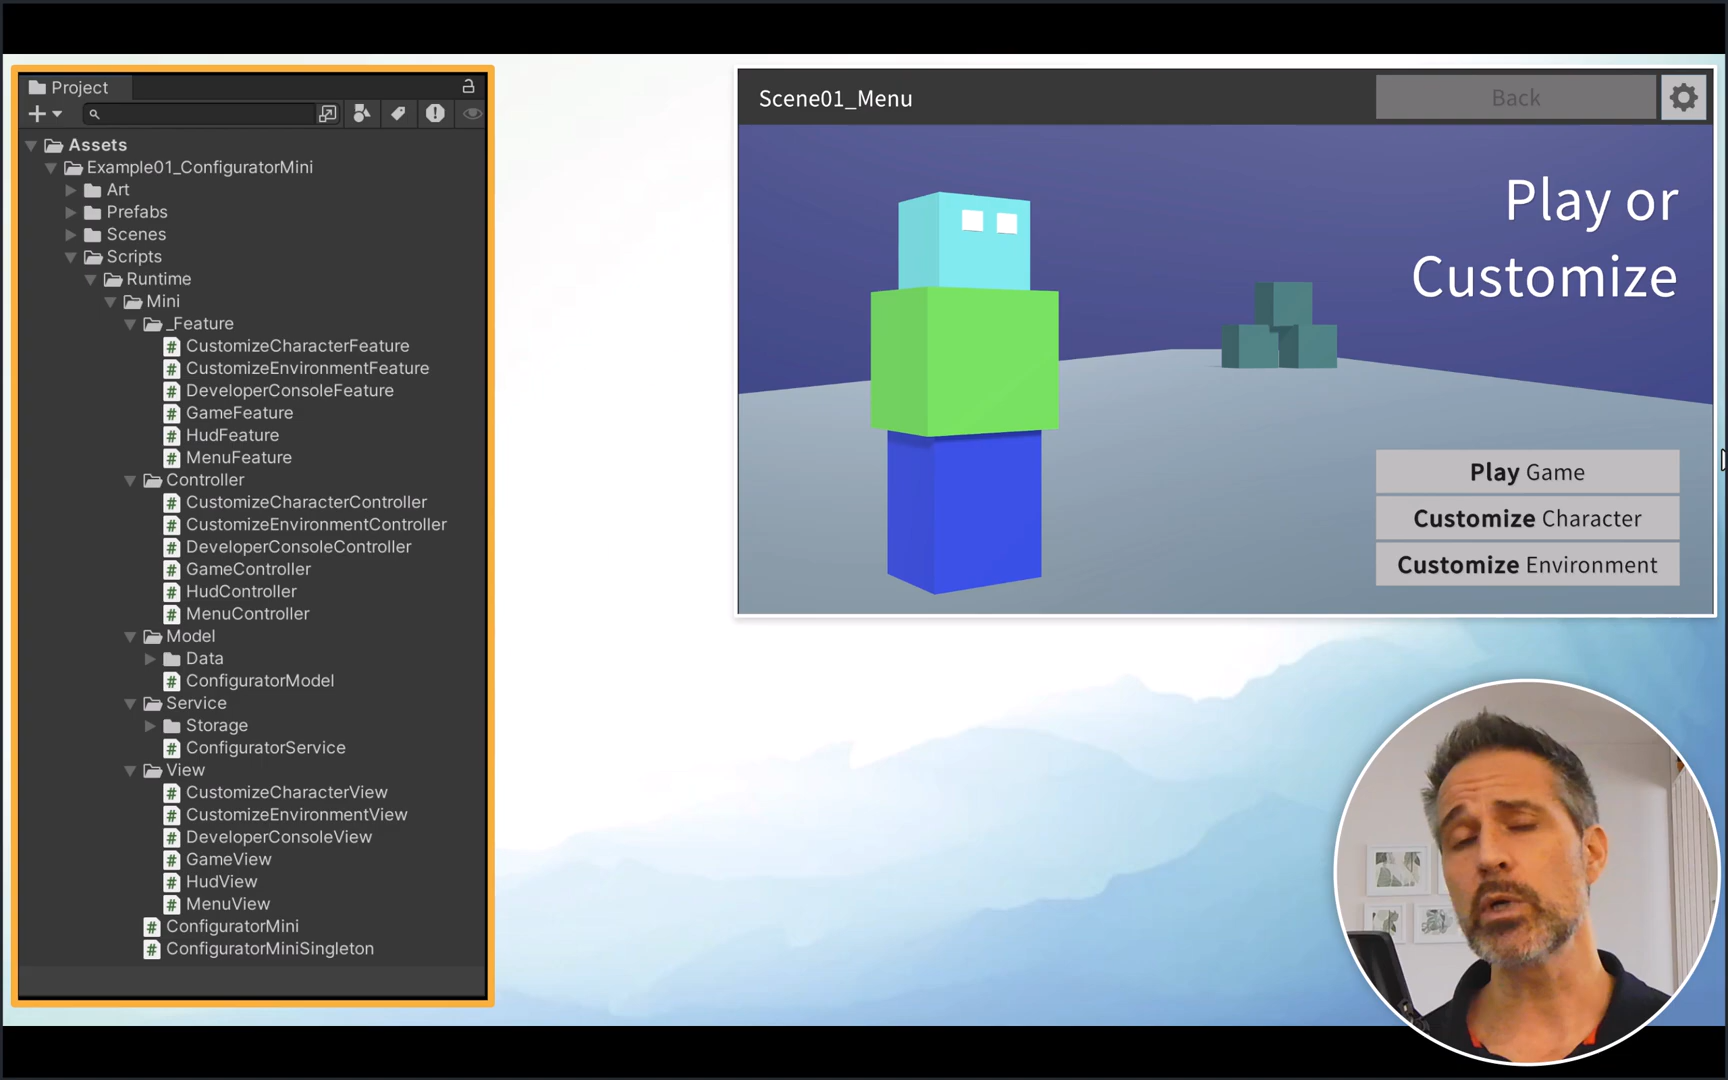 Project
Assets
Example01_ConfiguratorMini
Art
Prefabs
Scenes
Scripts
Runtime
Mini
_Feature
CustomizeCharacterFeature
CustomizeEnvironmentFeature
DeveloperConsoleFeature
GameFeature
HudFeature
MenuFeature
Controller
CustomizeCharacterController
CustomizeEnvironmentController
DeveloperConsoleController
GameController
HudController
MenuController
Model
Data
ConfiguratorModel
Service
Storage
ConfiguratorService
View
CustomizeCharacterView
CustomizeEnvironmentView
DeveloperConsoleView
GameView
HudView
MenuView
ConfiguratorMini
ConfiguratorMiniSingleton
Scene01_Menu
Back
Play or
Customize
Play Game
Customize Character
Customize Environment